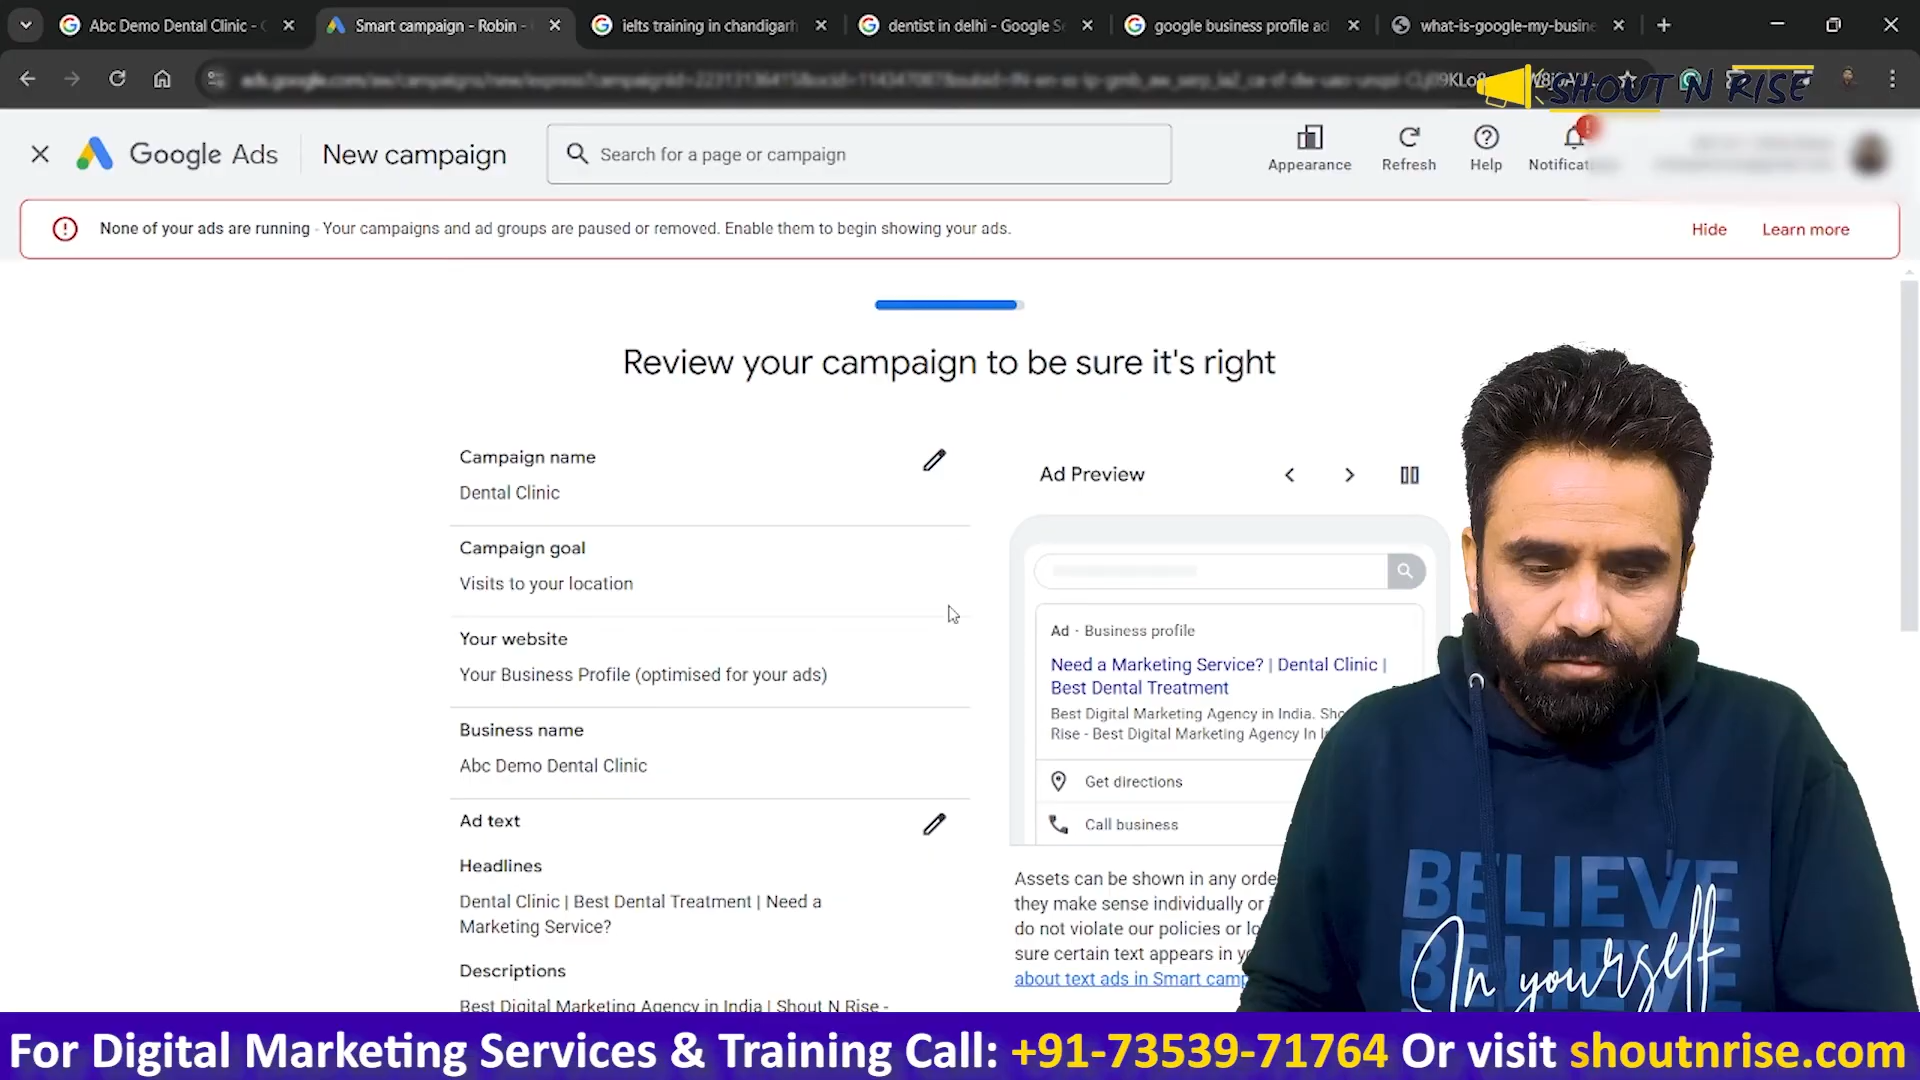 Abc Demo Dental Clinic -
Smart campaign - Robin -
ielts training in chandigarh
dentist in delhi - Google Se
google business profile ad
what-is-google-my-busine
SHOUT N RISE
Google Ads
New campaign
Search for a page or campaign
Appearance
Refresh
Help
Notificat
None of your ads are running - Your campaigns and ad groups are paused or removed. Enable them to begin showing your ads.
Hide
Learn more
Review your campaign to be sure it's right
Campaign name
Dental Clinic
Campaign goal
Visits to your location
Your website
Your Business Profile (optimised for your ads)
Business name
Abc Demo Dental Clinic
Ad text
Headlines
Dental Clinic | Best Dental Treatment | Need a
Marketing Service?
Descriptions
Best Digital Marketing Agency in India | Shout N Rise -
Ad Preview
Ad · Business profile
Need a Marketing Service? | Dental Clinic |
Best Dental Treatment
Best Digital Marketing Agency in India. Sho
Rise - Best Digital Marketing Agency In I
Get directions
Call business
Assets can be shown in any orde
they make sense individually or
do not violate our policies or lo
sure certain text appears in yo
about text ads in Smart camp
BELIEVE
BELIEVE
In yourself
For Digital Marketing Services & Training Call: +91-73539-71764 Or visit shoutnrise.com